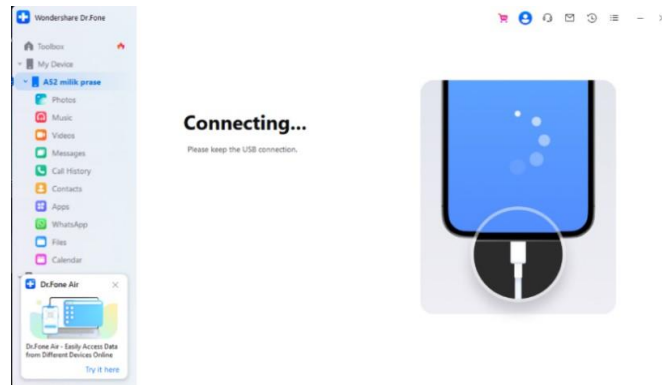 Wondershare Dr.Fone
Toolbox
My Device
A52 milik prase
Photos
Music
Videos
Messages
Call History
Contacts
Apps
WhatsApp
Files
Calendar
Dr.Fone Air
Dr.Fone Air - Easily Access Data
from Different Devices Online
Try it here
Connecting...
Please keep the USB connection.